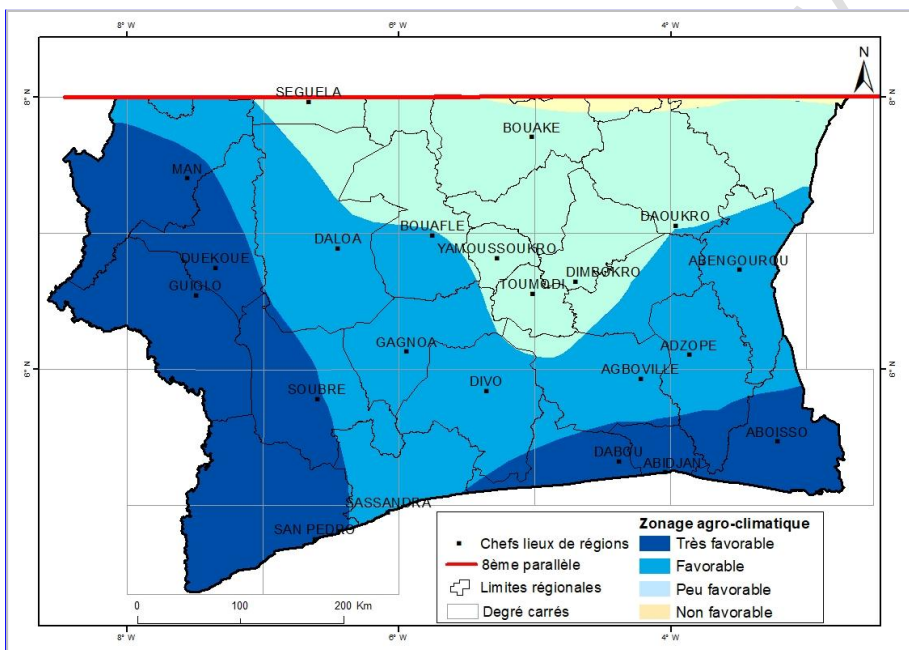 8° W 6° W 4° W
N
8° N 8° N
SEGUELA
BOUAKE
MAN
DAOUKRO
BOUAFLE
DALOA
YAMOUSSOUKRO
ABENGOUROU
DUEKOUE
DIMBOKRO
GUIGLO
TOUMODI
GAGNOA
ADZOPE
6° N 6° N
AGBOVILLE
DIVO
SOUBRE
ABOISSO
DABOU
ABIDJAN
SASSANDRA
SAN PEDRO
Zonage agro-climatique
Chefs lieux de régions
Très favorable
8ème parallèle
Favorable
Limites régionales
Peu favorable
Degré carrés
Non favorable
0 100 200 Km
8° W 6° W 4° W